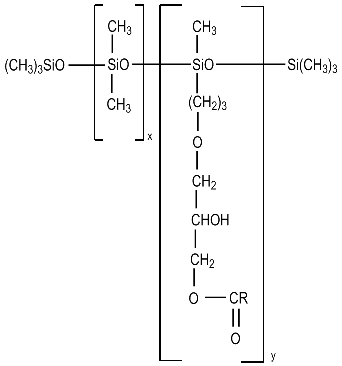 CH₃ CH₃
(CH₃)₃SiO SiO SiO Si(CH₃)₃
CH₃ (CH₂)₃
x
O
CH₂
CHOH
CH₂
O CR
O
y